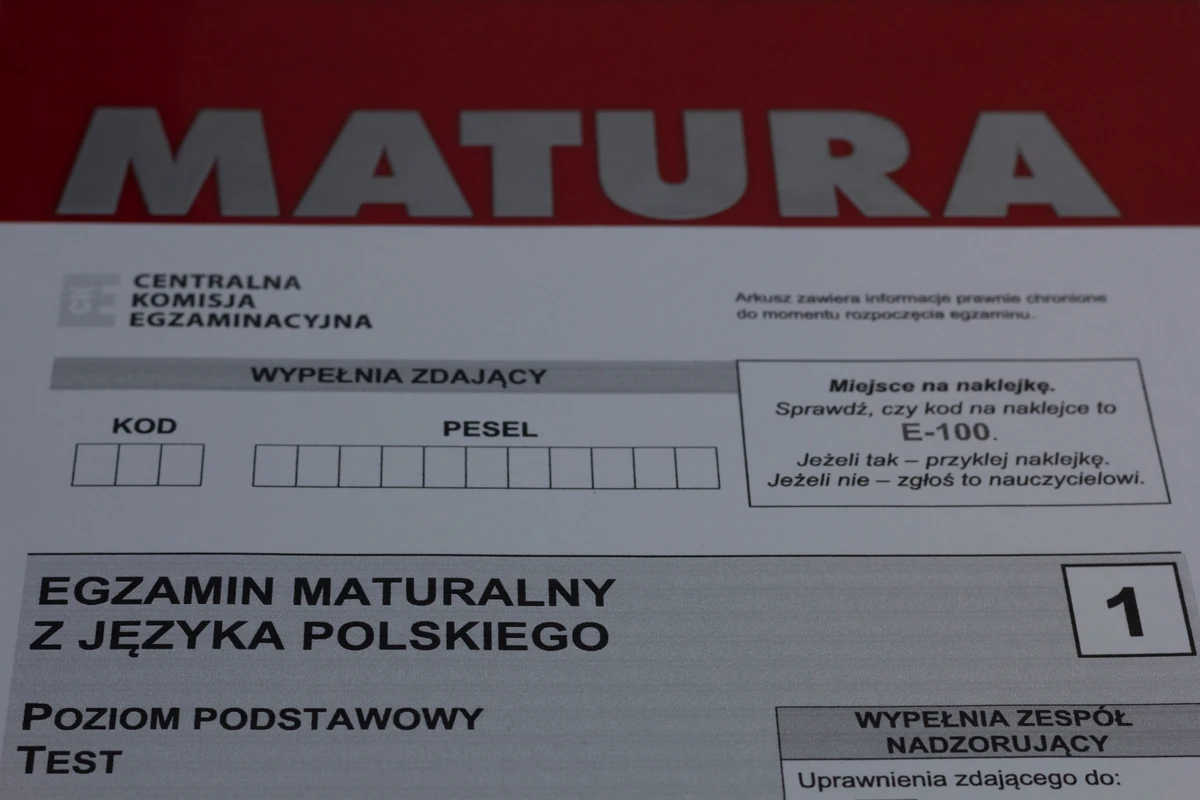 MATURA
CENTRALNA
KOMISJA
EGZAMINACYJNA
Arkusz zawiera informacje prawnie chronione
do momentu rozpoczęcia egzaminu.
WYPEŁNIA ZDAJĄCY
KOD
PESEL
Miejsce na naklejkę.
Sprawdź, czy kod na naklejce to
E-100.
Jeżeli tak – przyklej naklejkę.
Jeżeli nie – zgłoś to nauczycielowi.
EGZAMIN MATURALNY
Z JĘZYKA POLSKIEGO
1
POZIOM PODSTAWOWY
TEST
WYPEŁNIA ZESPÓŁ
NADZORUJĄCY
Uprawnienia zdającego do: